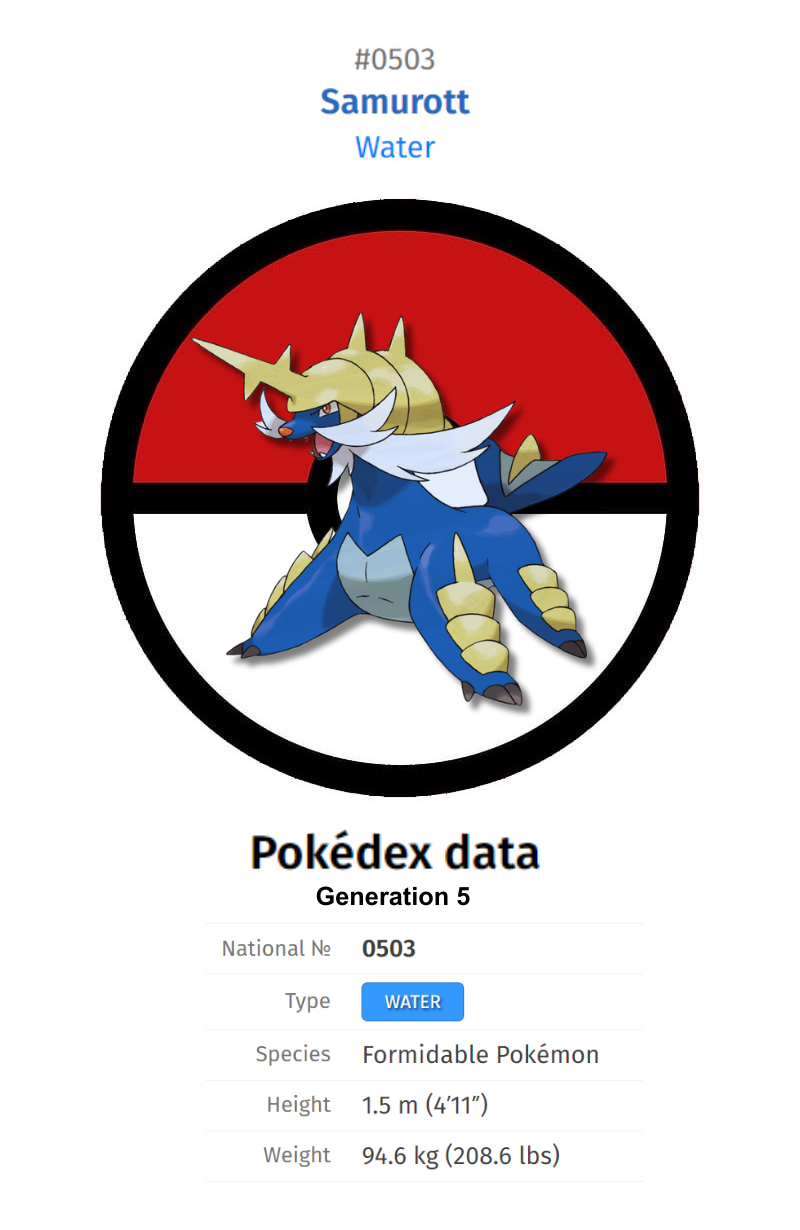 #0503
Samurott
Water
Pokédex data
Generation 5
National № 0503
Type WATER
Species Formidable Pokémon
Height 1.5 m (4′11″)
Weight 94.6 kg (208.6 lbs)